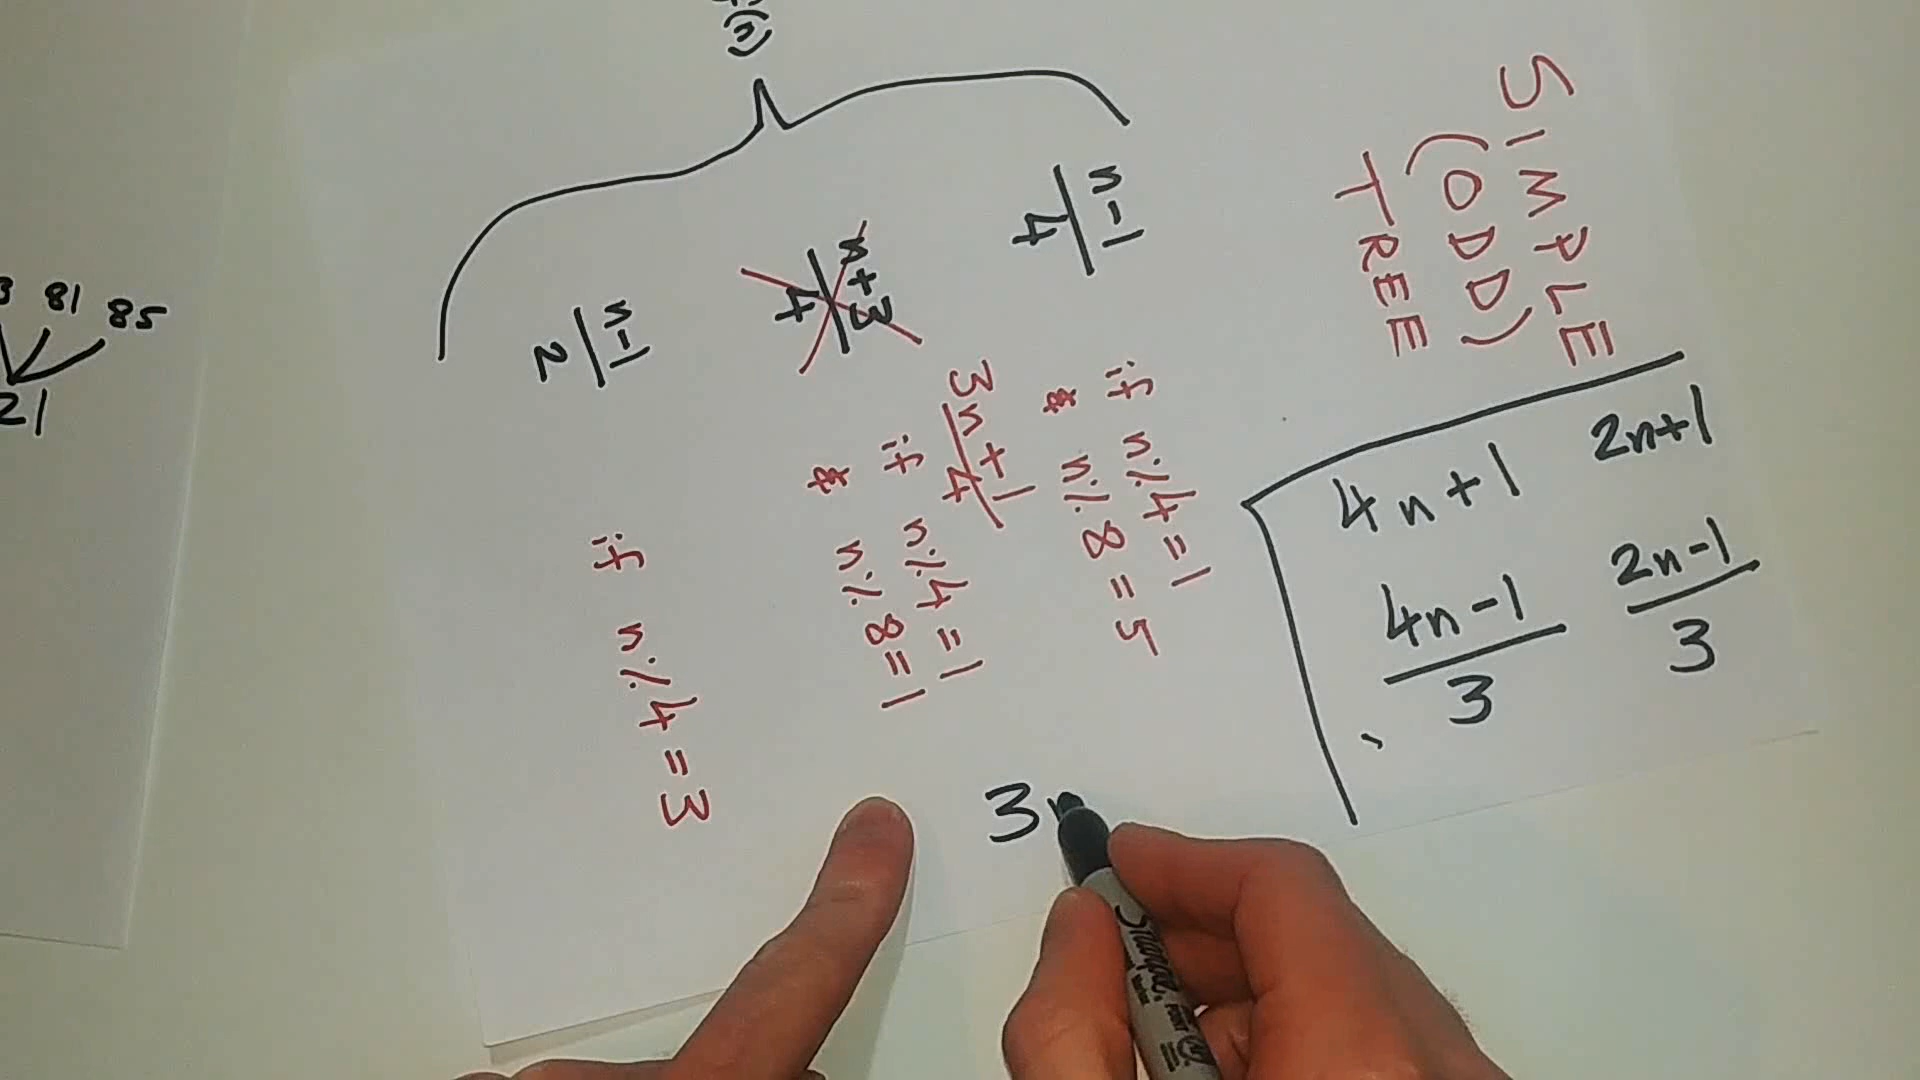 SIMPLE
(ODD)
TREE
(n)
n-1
4
if n%4=1
& n%8=5
n+3
4
3n+1
4
if n%4=1
& n%8=1
n-1
2
if n%4=3
4n+1 2n+1
4n-1
3
2n-1
3
3n
81 85
21
Sharpie